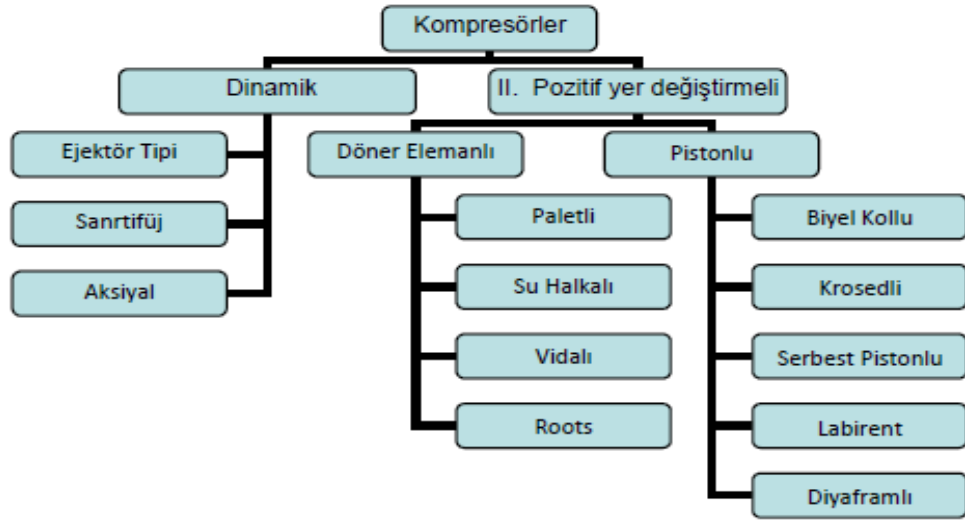 Kompresörler
Dinamik
II. Pozitif yer değiştirmeli
Ejektör Tipi
Sanrtifüj
Aksiyal
Döner Elemanlı
Paletli
Su Halkalı
Vidalı
Roots
Pistonlu
Biyel Kollu
Krosedli
Serbest Pistonlu
Labirent
Diyaframlı